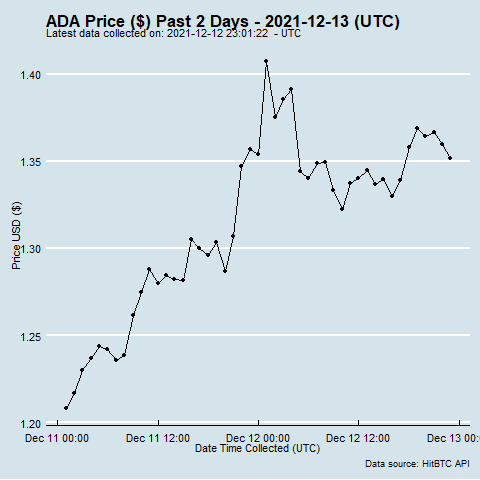 ADA Price ($) Past 2 Days - 2021-12-13 (UTC)
Latest data collected on: 2021-12-12 23:01:22 - UTC
1.40
1.35
1.30
1.25
1.20
Price USD ($)
Dec 11 00:00 Dec 11 12:00 Dec 12 00:00 Dec 12 12:00 Dec 13 00:
Date Time Collected (UTC)
Data source: HitBTC API